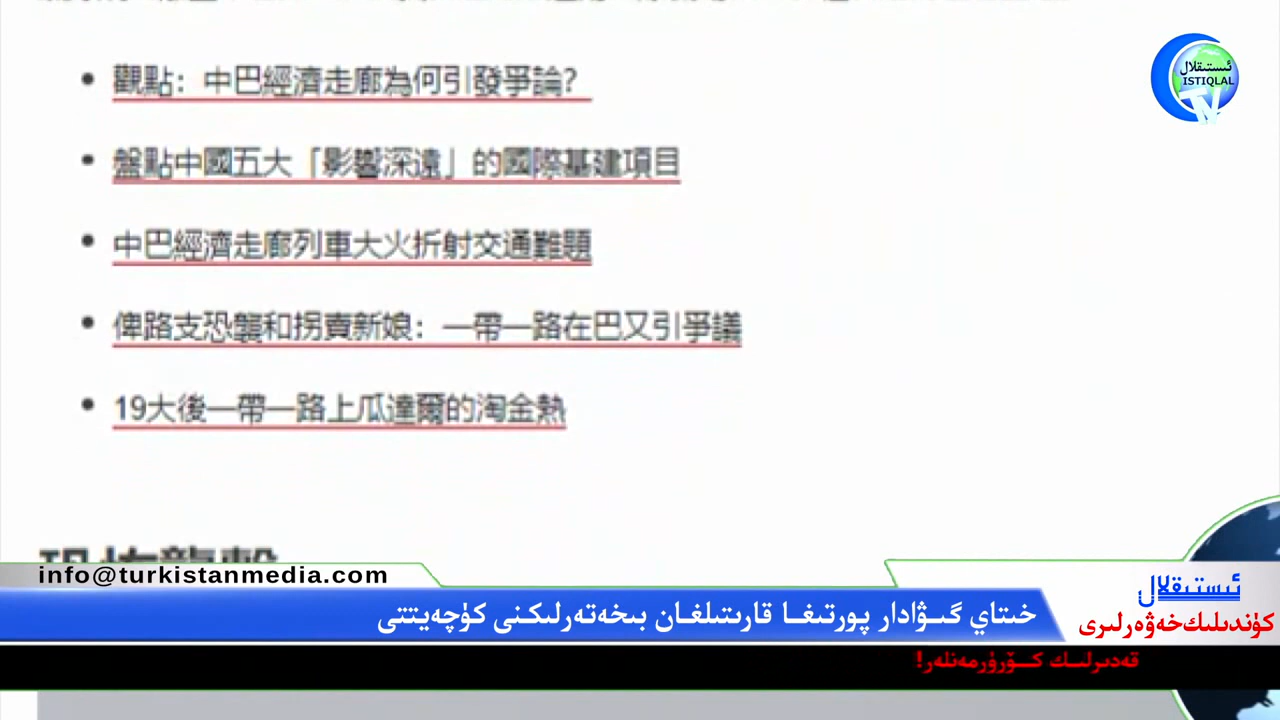 觀點：中巴經濟走廊為何引發爭論？
盤點中國五大「影響深遠」的國際基建項目
中巴經濟走廊列車大火折射交通難題
俾路支恐襲和拐賣新娘：一帶一路在巴又引爭議
19大後一帶一路上瓜達爾的淘金熱
ئىستىقلال
ISTIQLAL
TV
info@turkistanmedia.com
خىتاي گىۋادار پورتىغا قارىتىلغان بىخەتەرلىكنى كۈچەيتتى
ئىستىقلال
كۈندىلىك خەۋەرلىرى
قەدىرلىك كۆرۈرمەنلەر!